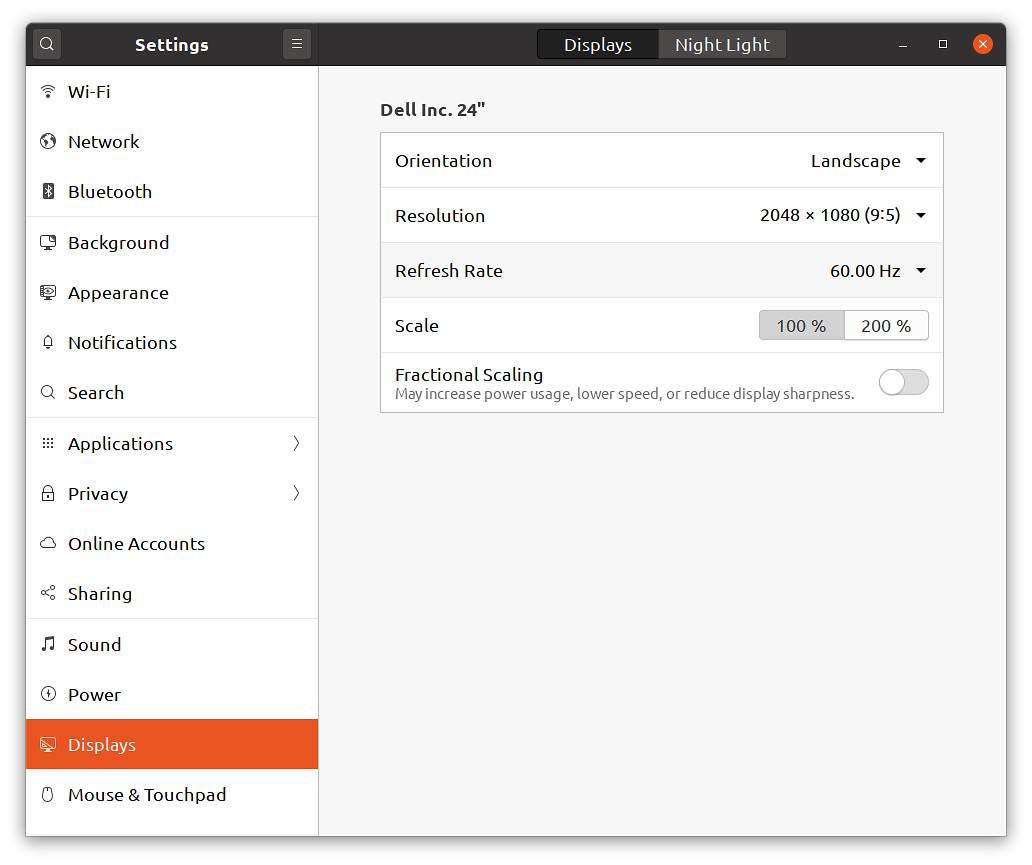 Settings
Displays
Night Light
Wi-Fi
Network
Bluetooth
Background
Appearance
Notifications
Search
Applications
Privacy
Online Accounts
Sharing
Sound
Power
Displays
Mouse & Touchpad
Dell Inc. 24"
Orientation Landscape
Resolution 2048 × 1080 (9∶5)
Refresh Rate 60.00 Hz
Scale 100 % 200 %
Fractional Scaling
May increase power usage, lower speed, or reduce display sharpness.